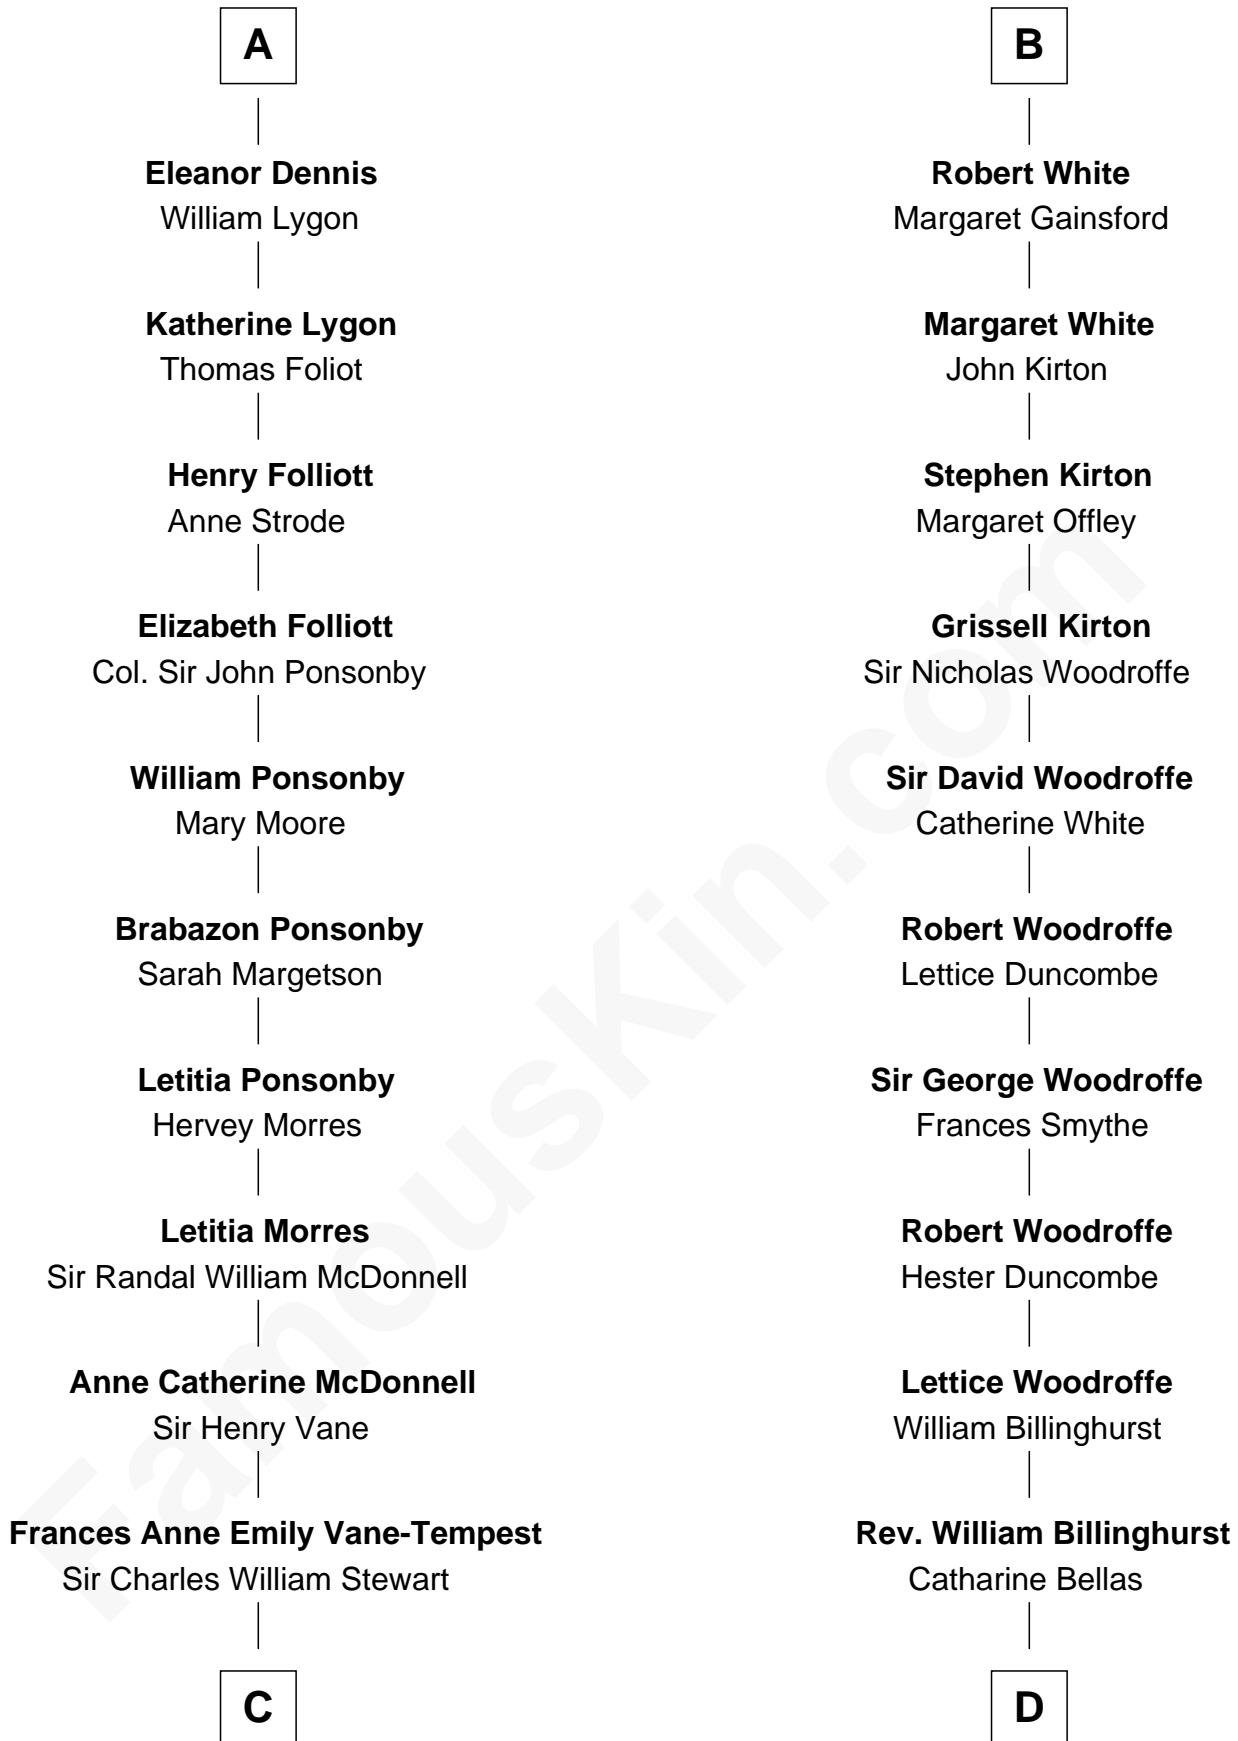 A
Eleanor Dennis
William Lygon
Katherine Lygon
Thomas Foliot
Henry Folliott
Anne Strode
Elizabeth Folliott
Col. Sir John Ponsonby
William Ponsonby
Mary Moore
Brabazon Ponsonby
Sarah Margetson
Letitia Ponsonby
Hervey Morres
Letitia Morres
Sir Randal William McDonnell
Anne Catherine McDonnell
Sir Henry Vane
Frances Anne Emily Vane-Tempest
Sir Charles William Stewart
C
B
Robert White
Margaret Gainsford
Margaret White
John Kirton
Stephen Kirton
Margaret Offley
Grissell Kirton
Sir Nicholas Woodroffe
Sir David Woodroffe
Catherine White
Robert Woodroffe
Lettice Duncombe
Sir George Woodroffe
Frances Smythe
Robert Woodroffe
Hester Duncombe
Lettice Woodroffe
William Billinghurst
Rev. William Billinghurst
Catharine Bellas
D
FamousKin.com